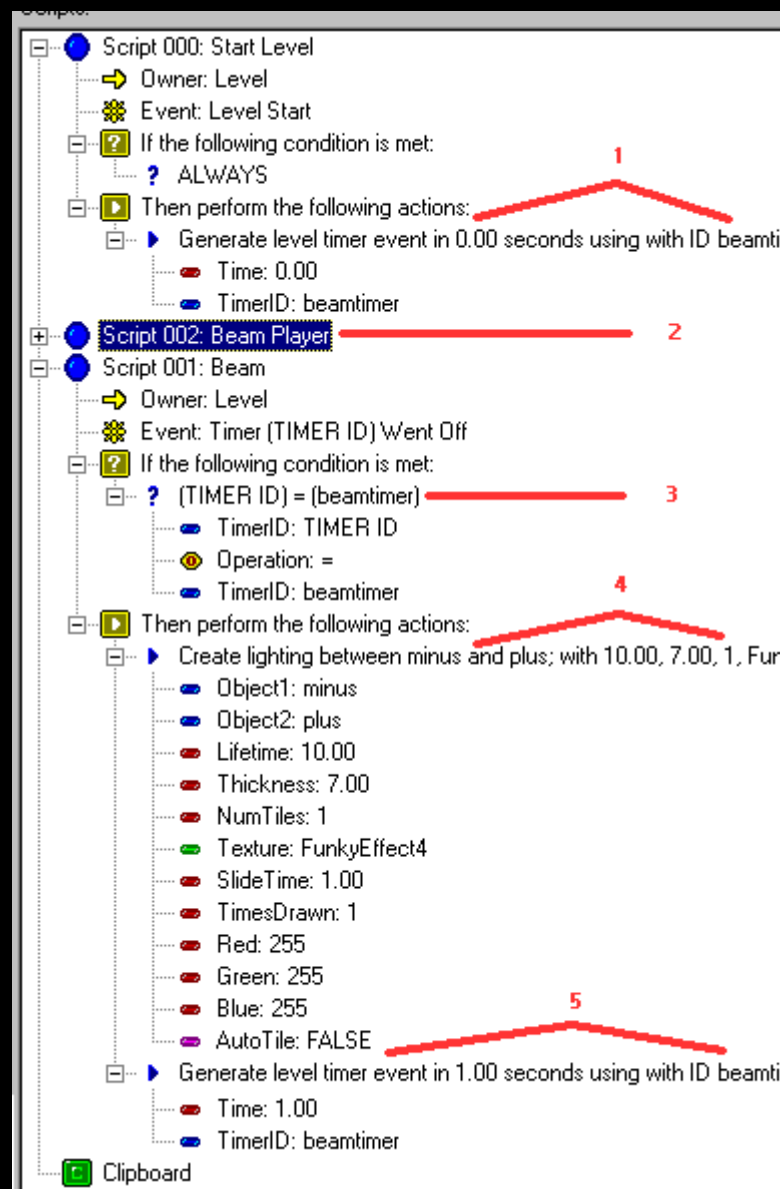 Script 000: Start Level
Owner: Level
Event: Level Start
? If the following condition is met:
? ALWAYS
1
Then perform the following actions:
Generate level timer event in 0.00 seconds using with ID beamti
Time: 0.00
TimerID: beamtimer
Script 002: Beam Player 2
Script 001: Beam
Owner: Level
Event: Timer (TIMER ID) Went Off
? If the following condition is met:
? (TIMER ID) = (beamtimer) 3
TimerID: TIMER ID
Operation: =
TimerID: beamtimer
4
Then perform the following actions:
Create lighting between minus and plus; with 10.00, 7.00, 1, Fun
Object1: minus
Object2: plus
Lifetime: 10.00
Thickness: 7.00
NumTiles: 1
Texture: FunkyEffect4
SlideTime: 1.00
TimesDrawn: 1
Red: 255
Green: 255
Blue: 255
5
AutoTile: FALSE
Generate level timer event in 1.00 seconds using with ID beamti
Time: 1.00
TimerID: beamtimer
C Clipboard